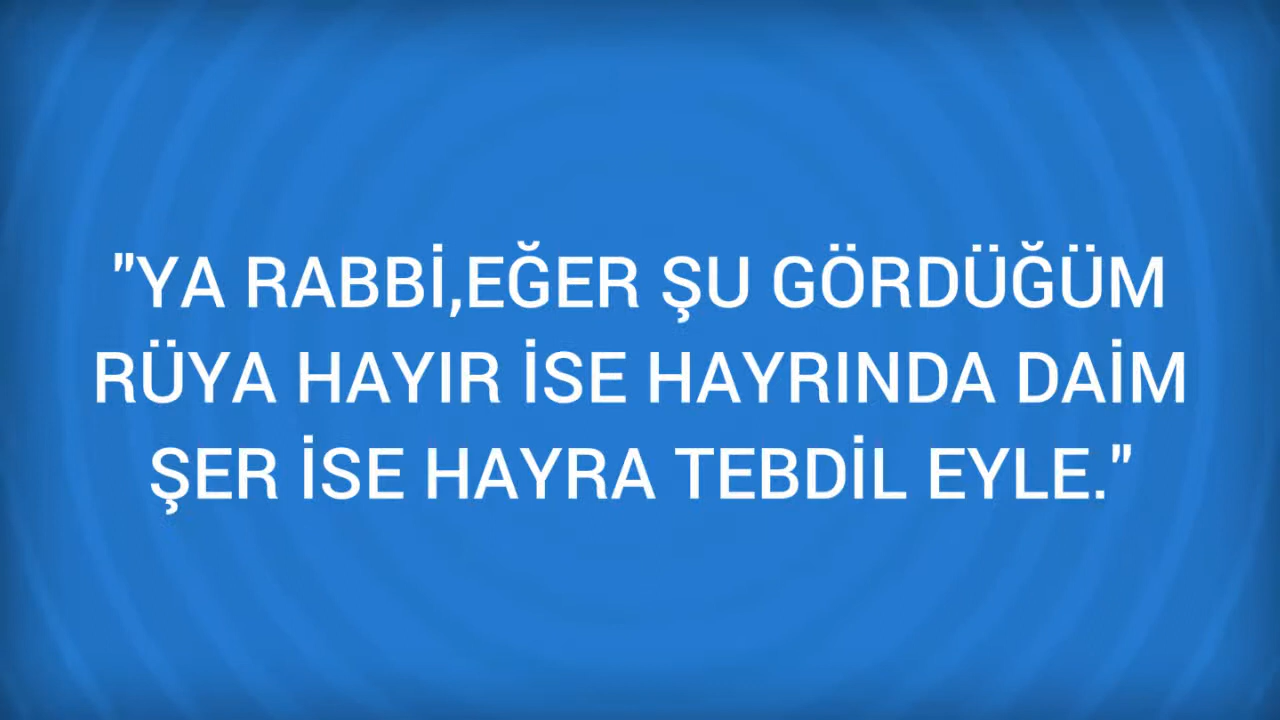 "YA RABBİ,EĞER ŞU GÖRDÜĞÜM
RÜYA HAYIR İSE HAYRINDA DAİM
ŞER İSE HAYRA TEBDİL EYLE."